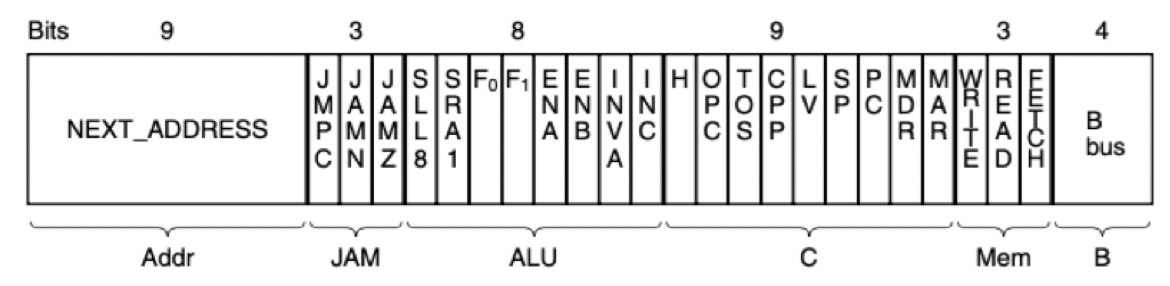 Bits 9 3 8 9 3 4
NEXT_ADDRESS JMPC JAMN JAMZ SLL8 SRA1 F0 F1 ENA ENB INVA INC H OPC TOS CPP LV SP PC MDR MAR WRITE READ FETCH B bus
Addr JAM ALU C Mem B